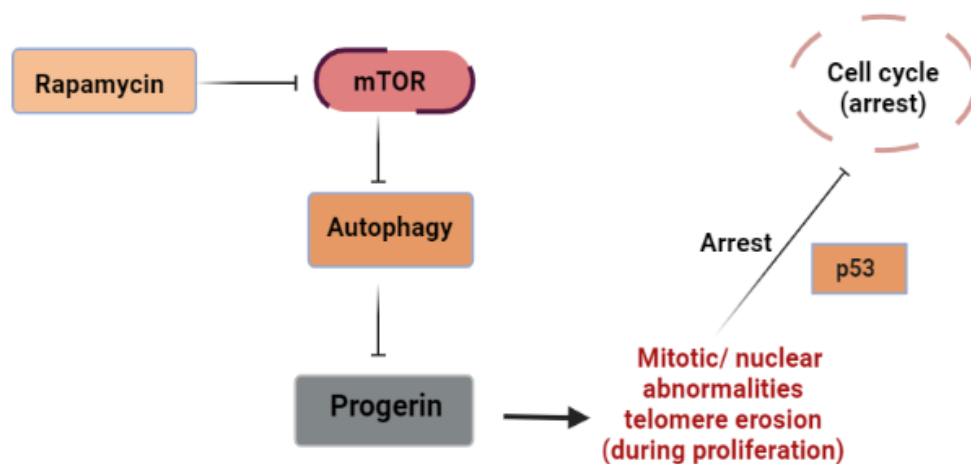 Rapamycin
mTOR
Cell cycle
(arrest)
Autophagy
Arrest
p53
Progerin
Mitotic/ nuclear
abnormalities
telomere erosion
(during proliferation)